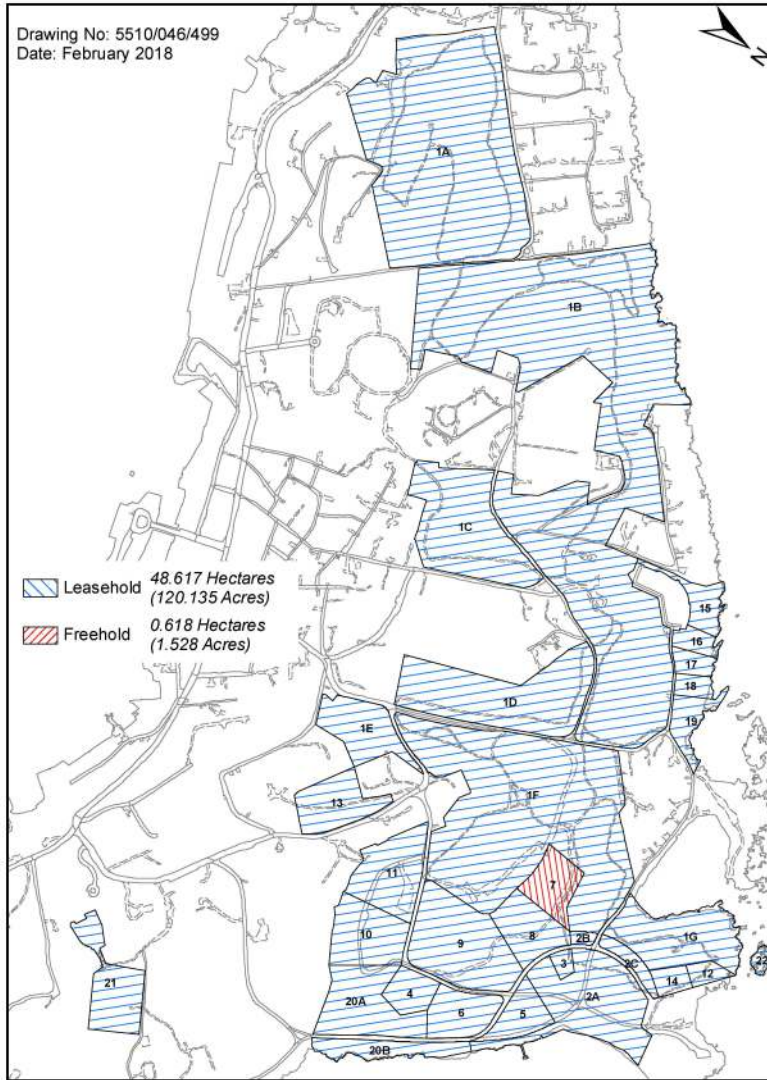 Drawing No: 5510/046/499
Date: February 2018
N
1A
1B
1C
Leasehold 48.617 Hectares
(120.135 Acres)
Freehold 0.618 Hectares
(1.528 Acres)
15
16
17
18
19
1D
1E
1F
13
11
7
10
9
8
2B
1G
2C
22
3
14
12
21
20A
4
6
5
2A
20B